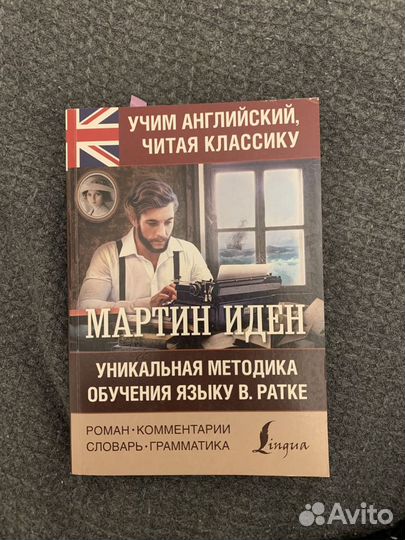 УЧИМ АНГЛИЙСКИЙ,
ЧИТАЯ КЛАССИКУ
МАРТИН ИДЕН
УНИКАЛЬНАЯ МЕТОДИКА
ОБУЧЕНИЯ ЯЗЫКУ В. РАТКЕ
РОМАН · КОММЕНТАРИИ
СЛОВАРЬ · ГРАММАТИКА
Lingua
Avito